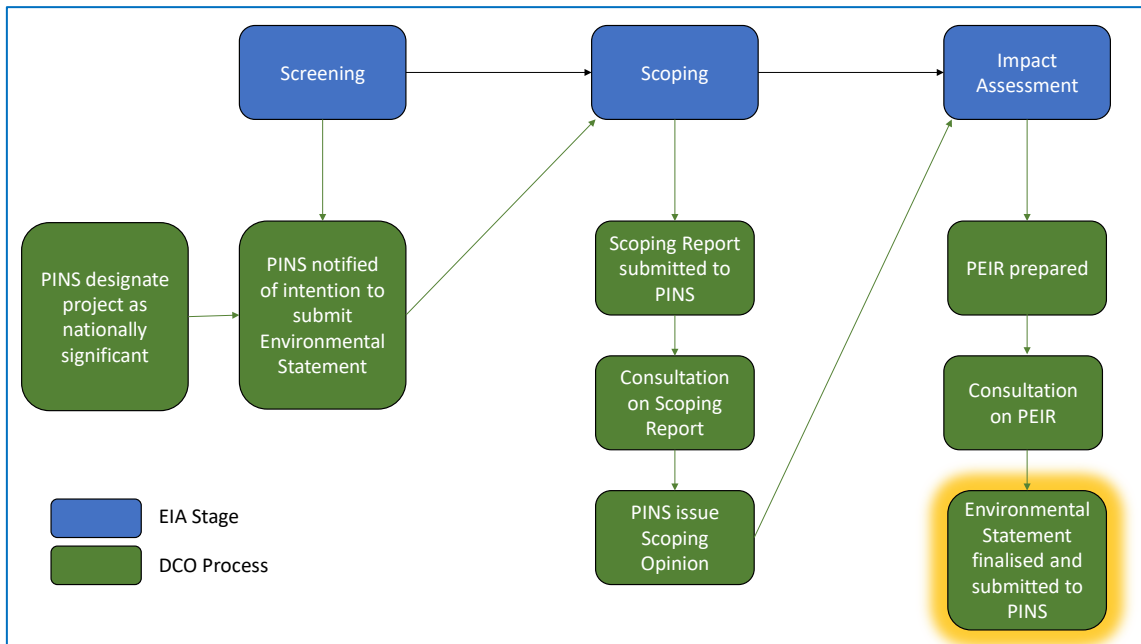 Screening
Scoping
Impact
Assessment
PINS designate
project as
nationally
significant
PINS notified
of intention to
submit
Environmental
Statement
Scoping Report
submitted to
PINS
PEIR prepared
Consultation
on Scoping
Report
Consultation
on PEIR
PINS issue
Scoping
Opinion
Environmental
Statement
finalised and
submitted to
PINS
EIA Stage
DCO Process